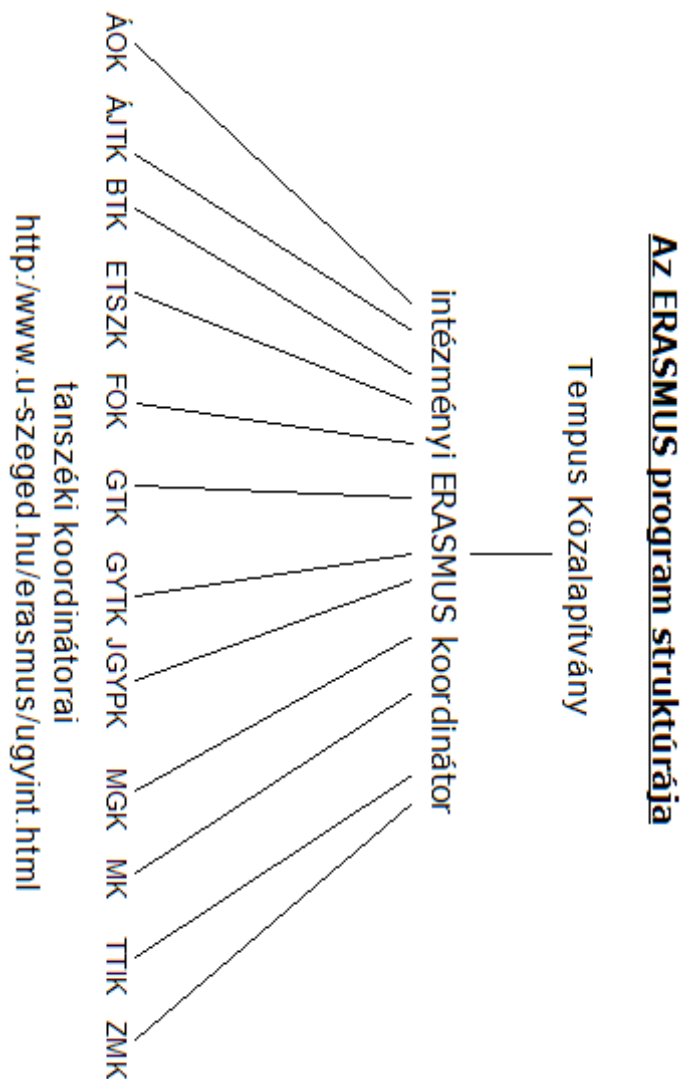 Az ERASMUS program struktúrája
Tempus Közalapítvány
intézményi ERASMUS koordinátor
ÁOK ÁJTK BTK ETSZK FOK GTK GYTK JGYPK MGK MK TTIK ZMK
tanszéki koordinátorai
http:/www.u-szeged.hu/erasmus/ugyint.html